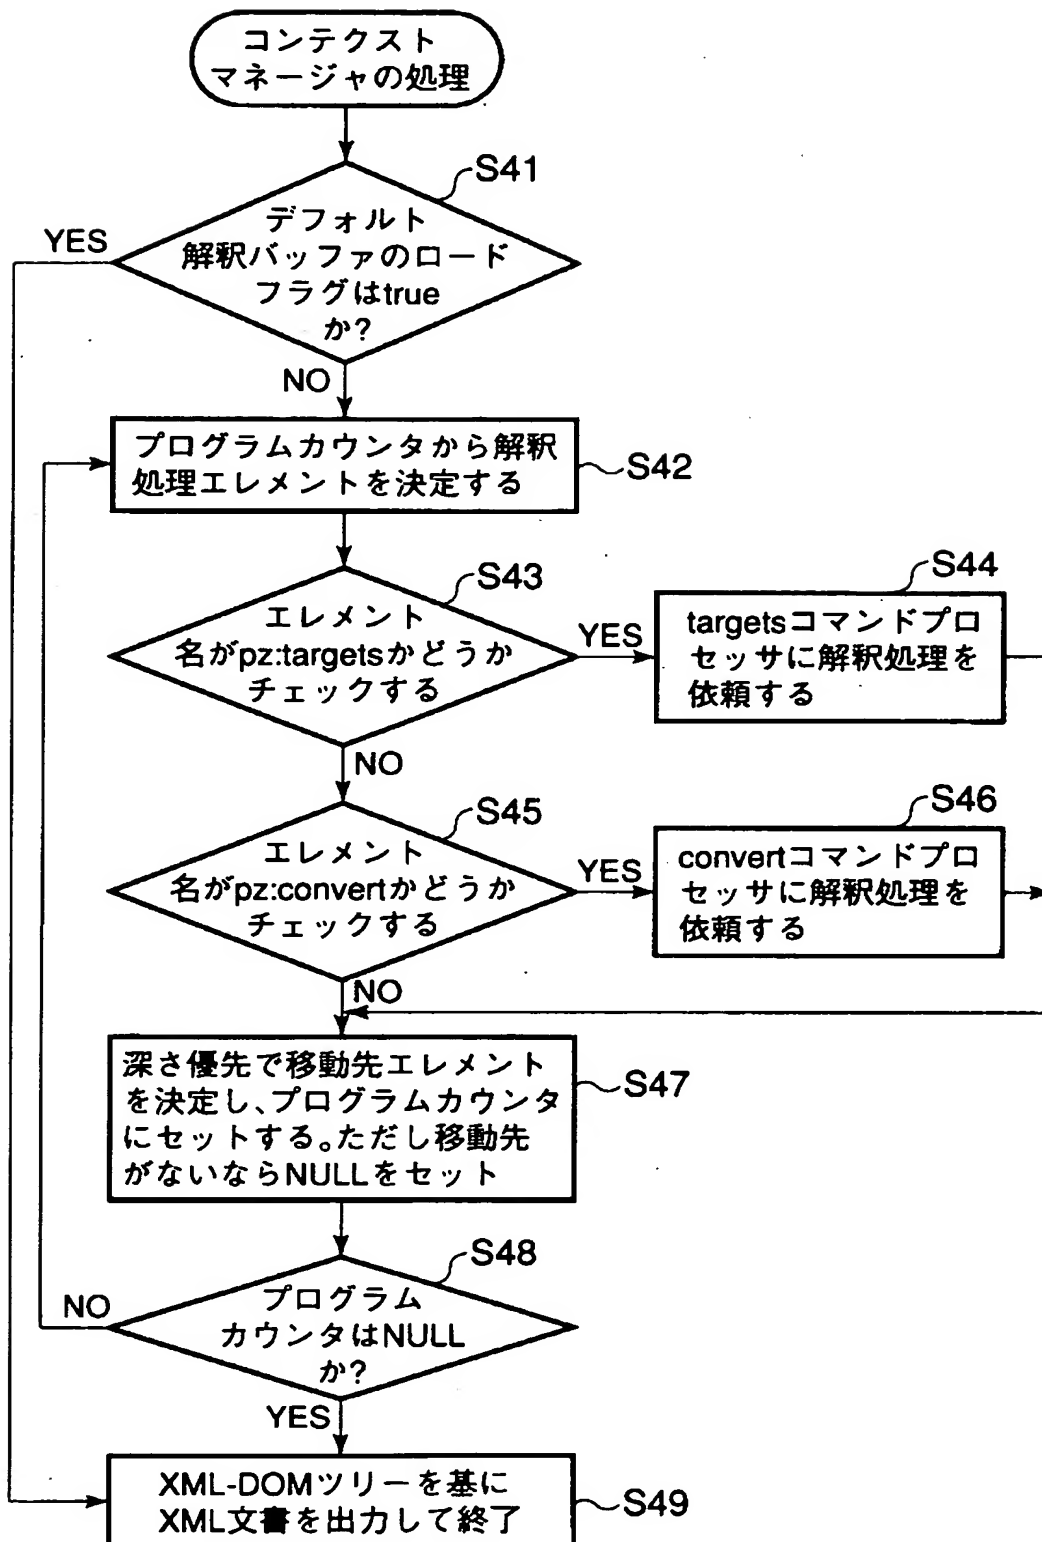 コンテクスト
マネージャの処理
S41
デフォルト
解釈バッファのロード
フラグはtrue
か?
YES
NO
プログラムカウンタから解釈
処理エレメントを決定する
S42
S43
エレメント
名がpz:targetsかどうか
チェックする
YES
NO
S44
targetsコマンドプロ
セッサに解釈処理を
依頼する
S45
エレメント
名がpz:convertかどうか
チェックする
YES
NO
S46
convertコマンドプロ
セッサに解釈処理を
依頼する
深さ優先で移動先エレメント
を決定し、プログラムカウンタ
にセットする。ただし移動先
がないならNULLをセット
S47
S48
プログラム
カウンタはNULL
か?
NO
YES
XML-DOMツリーを基に
XML文書を出力して終了
S49